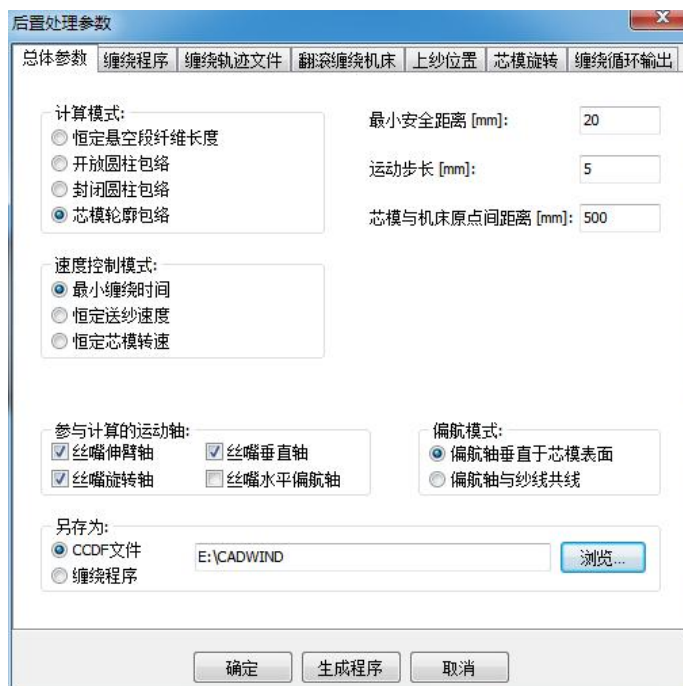 后置处理参数
总体参数 缠绕程序 缠绕轨迹文件 翻滚缠绕机床 上纱位置 芯模旋转 缠绕循环输出
计算模式:
恒定悬空段纤维长度
开放圆柱包络
封闭圆柱包络
芯模轮廓包络
最小安全距离 [mm]: 20
运动步长 [mm]: 5
芯模与机床原点间距离 [mm]: 500
速度控制模式:
最小缠绕时间
恒定送纱速度
恒定芯模转速
参与计算的运动轴:
丝嘴伸臂轴 丝嘴垂直轴
丝嘴旋转轴 丝嘴水平偏航轴
偏航模式:
偏航轴垂直于芯模表面
偏航轴与纱线共线
另存为:
CCDF文件 E:\CADWIND 浏览...
缠绕程序
确定 生成程序 取消